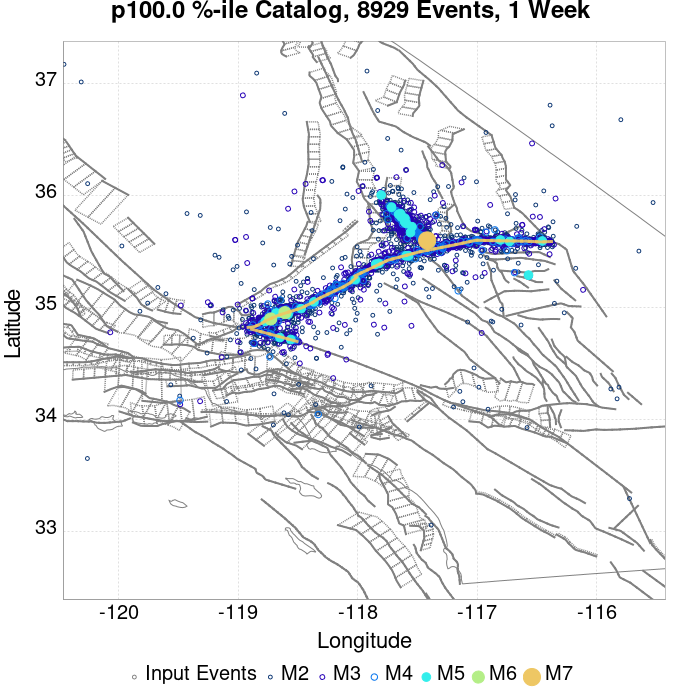 p100.0 %-ile Catalog, 8929 Events, 1 Week
37
36
35
34
33
Latitude
-120 -119 -118 -117 -116
Longitude
Input Events M2 M3 M4 M5 M6 M7